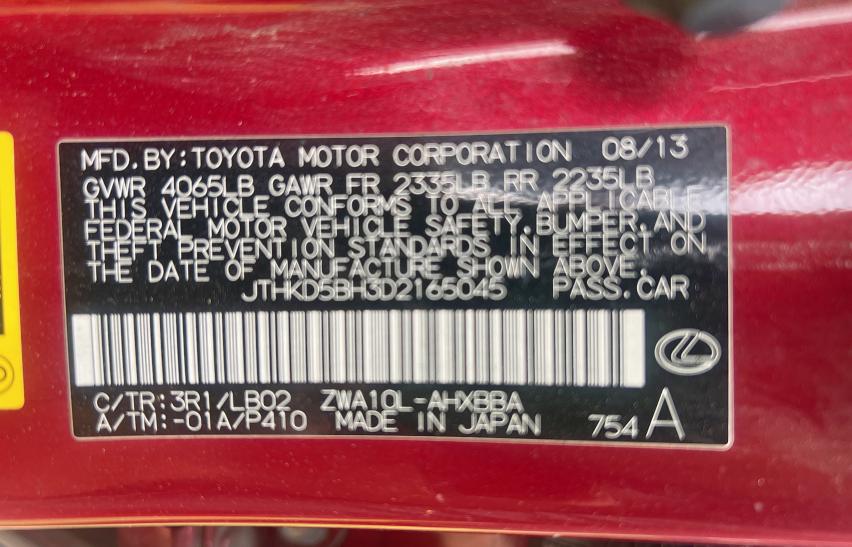 MFD. BY: TOYOTA MOTOR CORPORATION 08/13
GVWR 4065LB GAWR FR 2335LB RR 2235LB
THIS VEHICLE CONFORMS TO ALL APPLICABLE
FEDERAL MOTOR VEHICLE SAFETY, BUMPER, AND
THEFT PREVENTION STANDARDS IN EFFECT ON
THE DATE OF MANUFACTURE SHOWN ABOVE.
JTHKD5BH3D2165045 PASS. CAR
C/TR: 3R1/LB02 ZWA10L-AHXBBA
A/TM: -01A/P410 MADE IN JAPAN 754 A